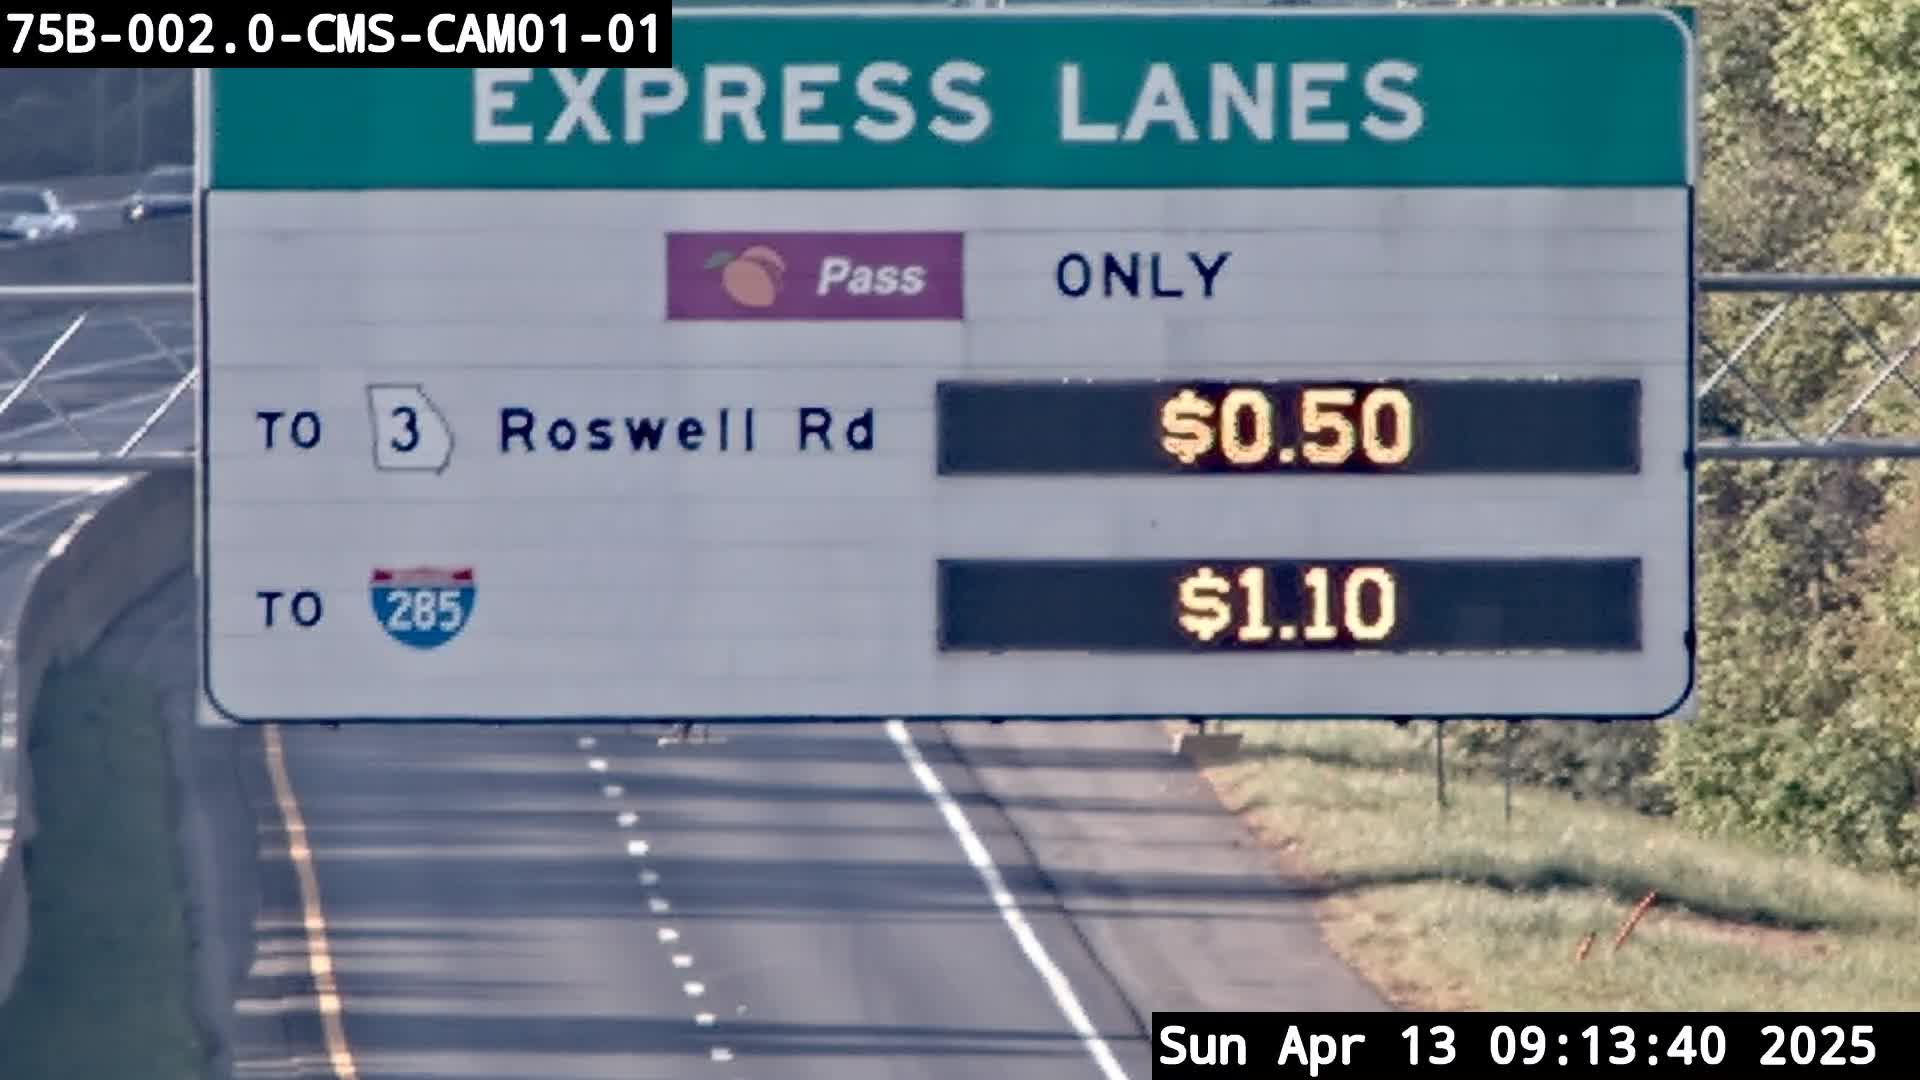 75B-002.0-CMS-CAM01-01
EXPRESS LANES
Pass ONLY
TO 3 Roswell Rd $0.50
TO 285 $1.10
Sun Apr 13 09:13:40 2025